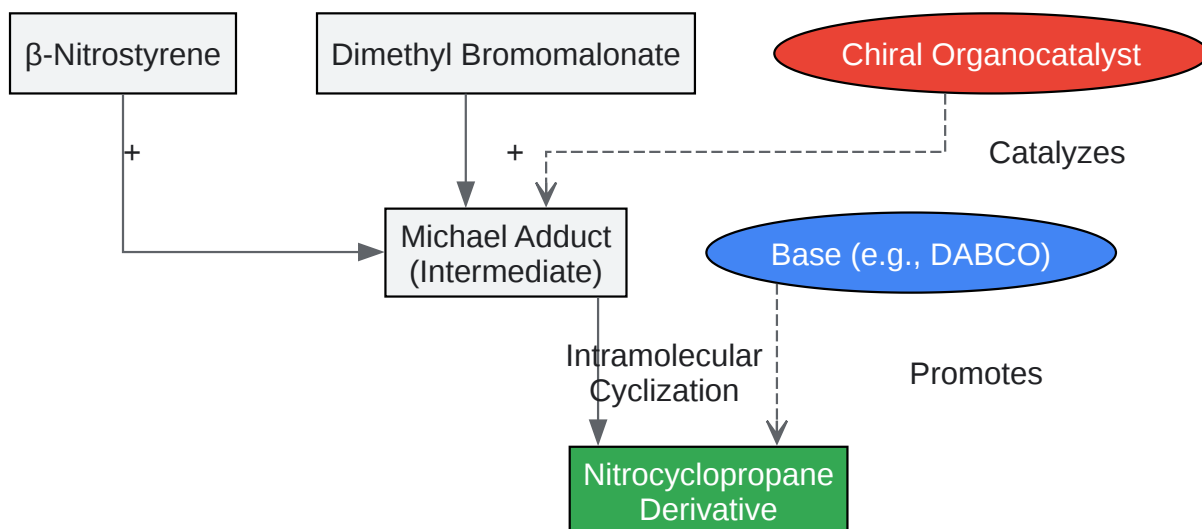 β-Nitrostyrene
Dimethyl Bromomalonate
Chiral Organocatalyst
+
+
Catalyzes
Michael Adduct
(Intermediate)
Base (e.g., DABCO)
Intramolecular
Cyclization
Promotes
Nitrocyclopropane
Derivative